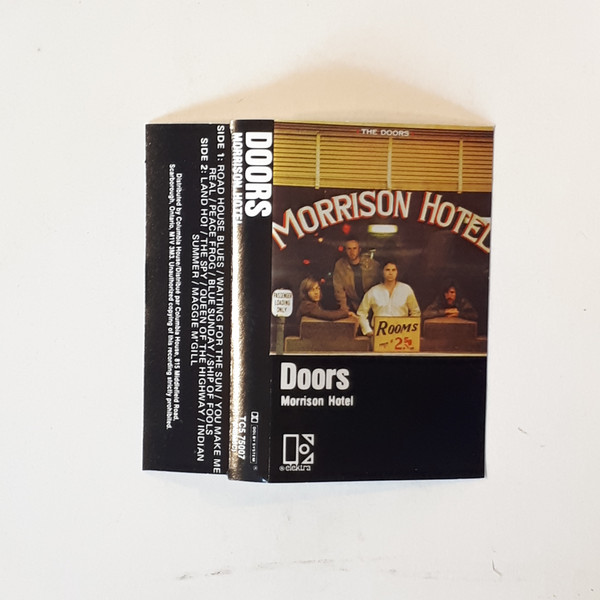 THE DOORS
MORRISON HOTEL
PASSENGER
LOADING
ONLY
ROOMS
2.50
Doors
Morrison Hotel
elektra
DOORS
MORRISON HOTEL
DOLBY SYSTEM
TC5 75007
SIDE 1: ROAD HOUSE BLUES / WAITING FOR THE SUN / YOU MAKE ME
REAL / PEACE FROG / BLUE SUNDAY / SHIP OF FOOLS
SIDE 2: LAND HO! / THE SPY / QUEEN OF THE HIGHWAY / INDIAN
SUMMER / MAGGIE M'GILL
Distributed by Columbia House/Distribué par Columbia House, 815 Middlefield Road,
Scarborough, Ontario. M1V 3M3. Unauthorized copying of this recording strictly prohibited.